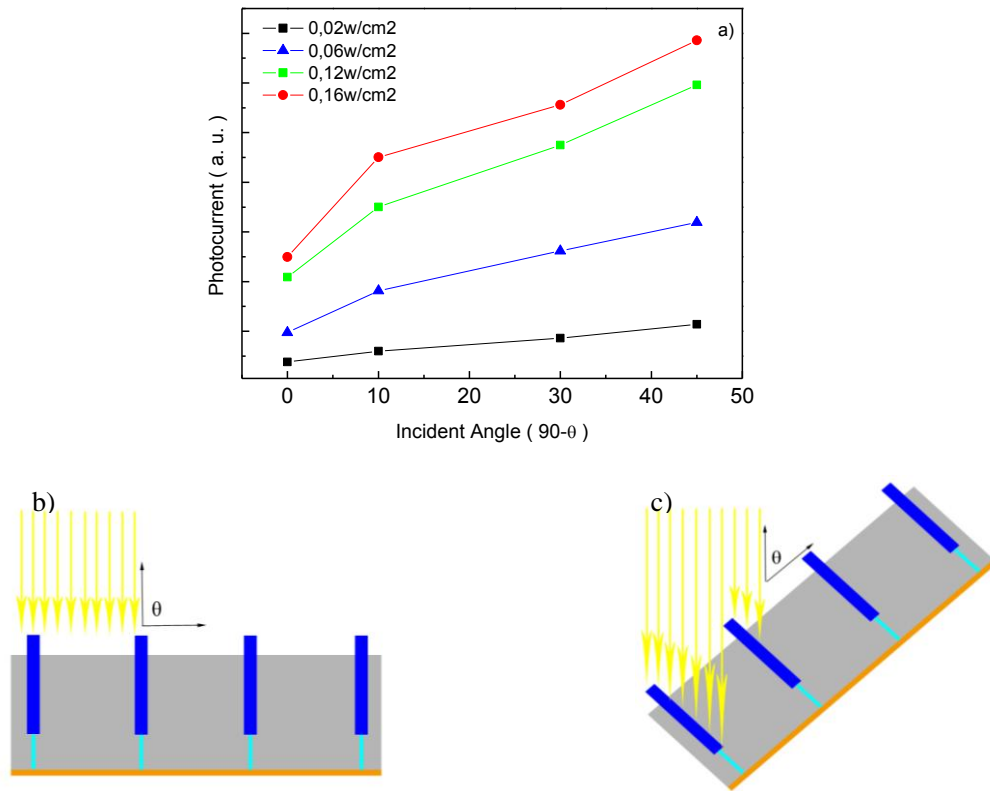 a)
0,02w/cm2
0,06w/cm2
0,12w/cm2
0,16w/cm2
Photocurrent ( a. u. )
0 10 20 30 40 50
Incident Angle ( 90-θ )
b)
θ
c)
θ